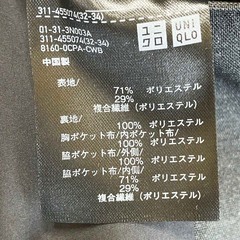 311-455074(32-34)
ユニ
クロ
UNI
QLO
01-31-3N003A
311-455074(32-34)
8160-0CPA-CWB
中国製
表地/
71% ポリエステル
29%
複合繊維(ポリエステル)
裏地/
100% ポリエステル
胸ポケット布/内ポケット布/
100% ポリエステル
脇ポケット布/外側/
100% ポリエステル
脇ポケット布/内側/
71% ポリエステル
29%
複合繊維(ポリエステル)